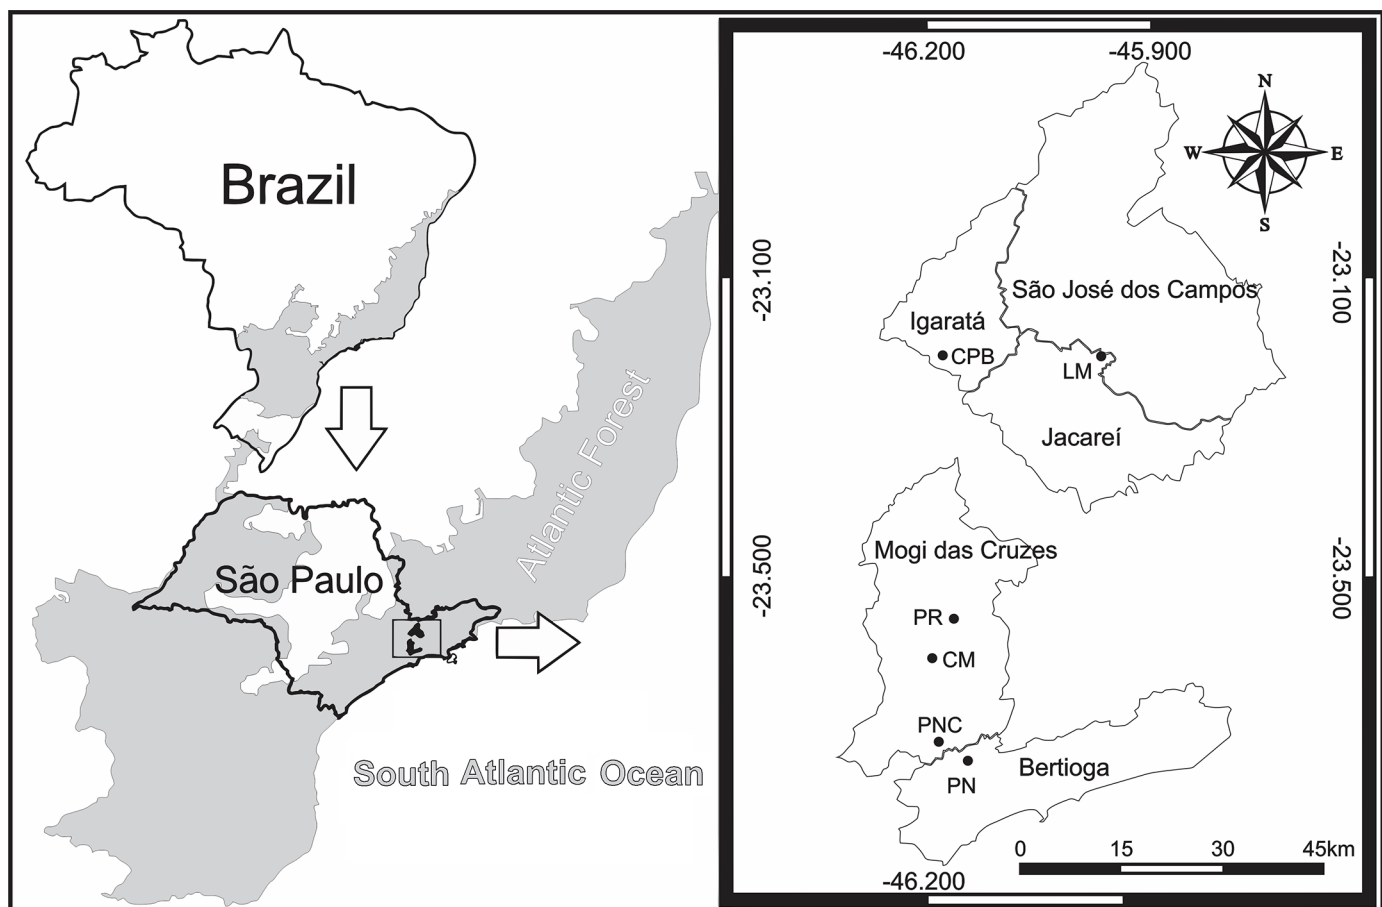 Brazil
São Paulo
Atlantic Forest
South Atlantic Ocean
-46.200
-45.900
N
W
E
S
-23.100
-23.100
São José dos Campos
Igaratá
CPB
LM
Jacareí
Mogi das Cruzes
-23.500
-23.500
PR
CM
PNC
PN
Bertioga
0 15 30 45km
-46.200